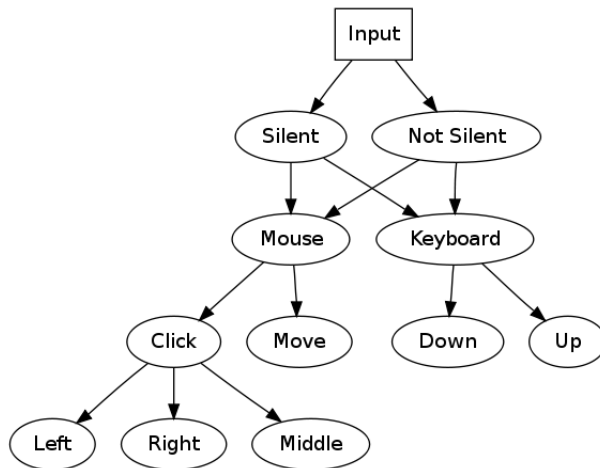 Input
Silent
Not Silent
Mouse
Keyboard
Click
Move
Down
Up
Left
Right
Middle